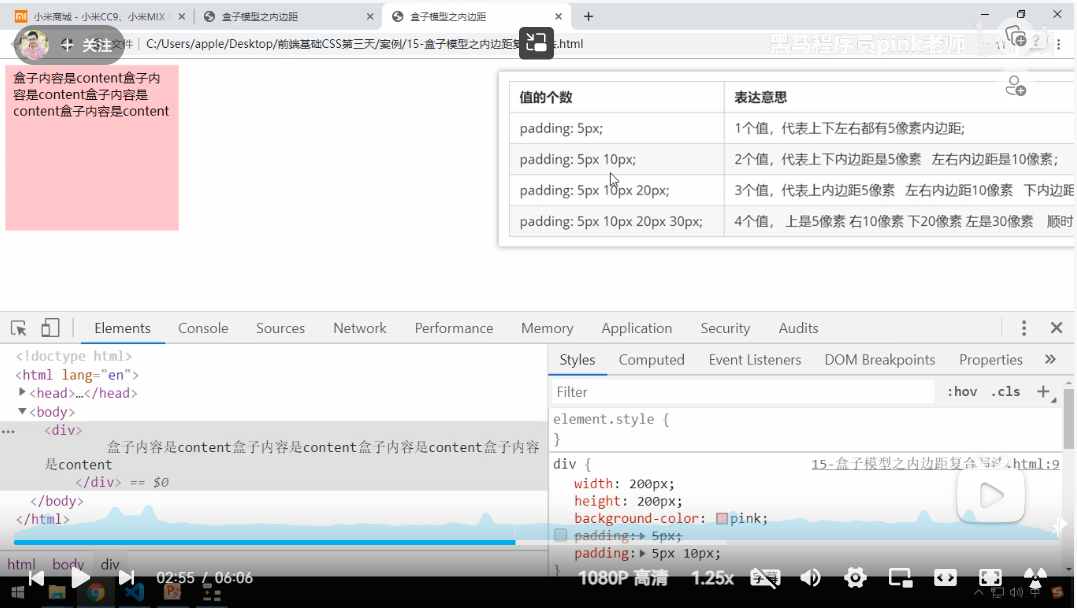 小米商城 - 小米CC9、小米MIX
盒子模型之内边距
盒子模型之内边距
关注
文件
C:/Users/apple/Desktop/前端基础CSS第三天/案例/15-盒子模型之内边距复
.html
黑马程序员pink老师
盒子内容是content盒子内
容是content盒子内容是
content盒子内容是content
值的个数 表达意思
padding: 5px; 1个值，代表上下左右都有5像素内边距;
padding: 5px 10px; 2个值，代表上下内边距是5像素 左右内边距是10像素;
padding: 5px 10px 20px; 3个值，代表上内边距5像素 左右内边距10像素 下内边距
padding: 5px 10px 20px 30px; 4个值， 上是5像素 右10像素 下20像素 左是30像素 顺时
Elements Console Sources Network Performance Memory Application Security Audits
<!doctype html>
<html lang="en">
<head>…</head>
<body>
<div>
盒子内容是content盒子内容是content盒子内容是content盒子内容
是content
</div> == $0
</body>
</html>
html body div
Styles Computed Event Listeners DOM Breakpoints Properties
Filter :hov .cls
element.style {
}
div { 15-盒子模型之内边距复合写法.html:9
width: 200px;
height: 200px;
background-color: pink;
padding: 5px;
padding: 5px 10px;
}
02:55 / 06:06
1080P 高清 1.25x 字幕
中